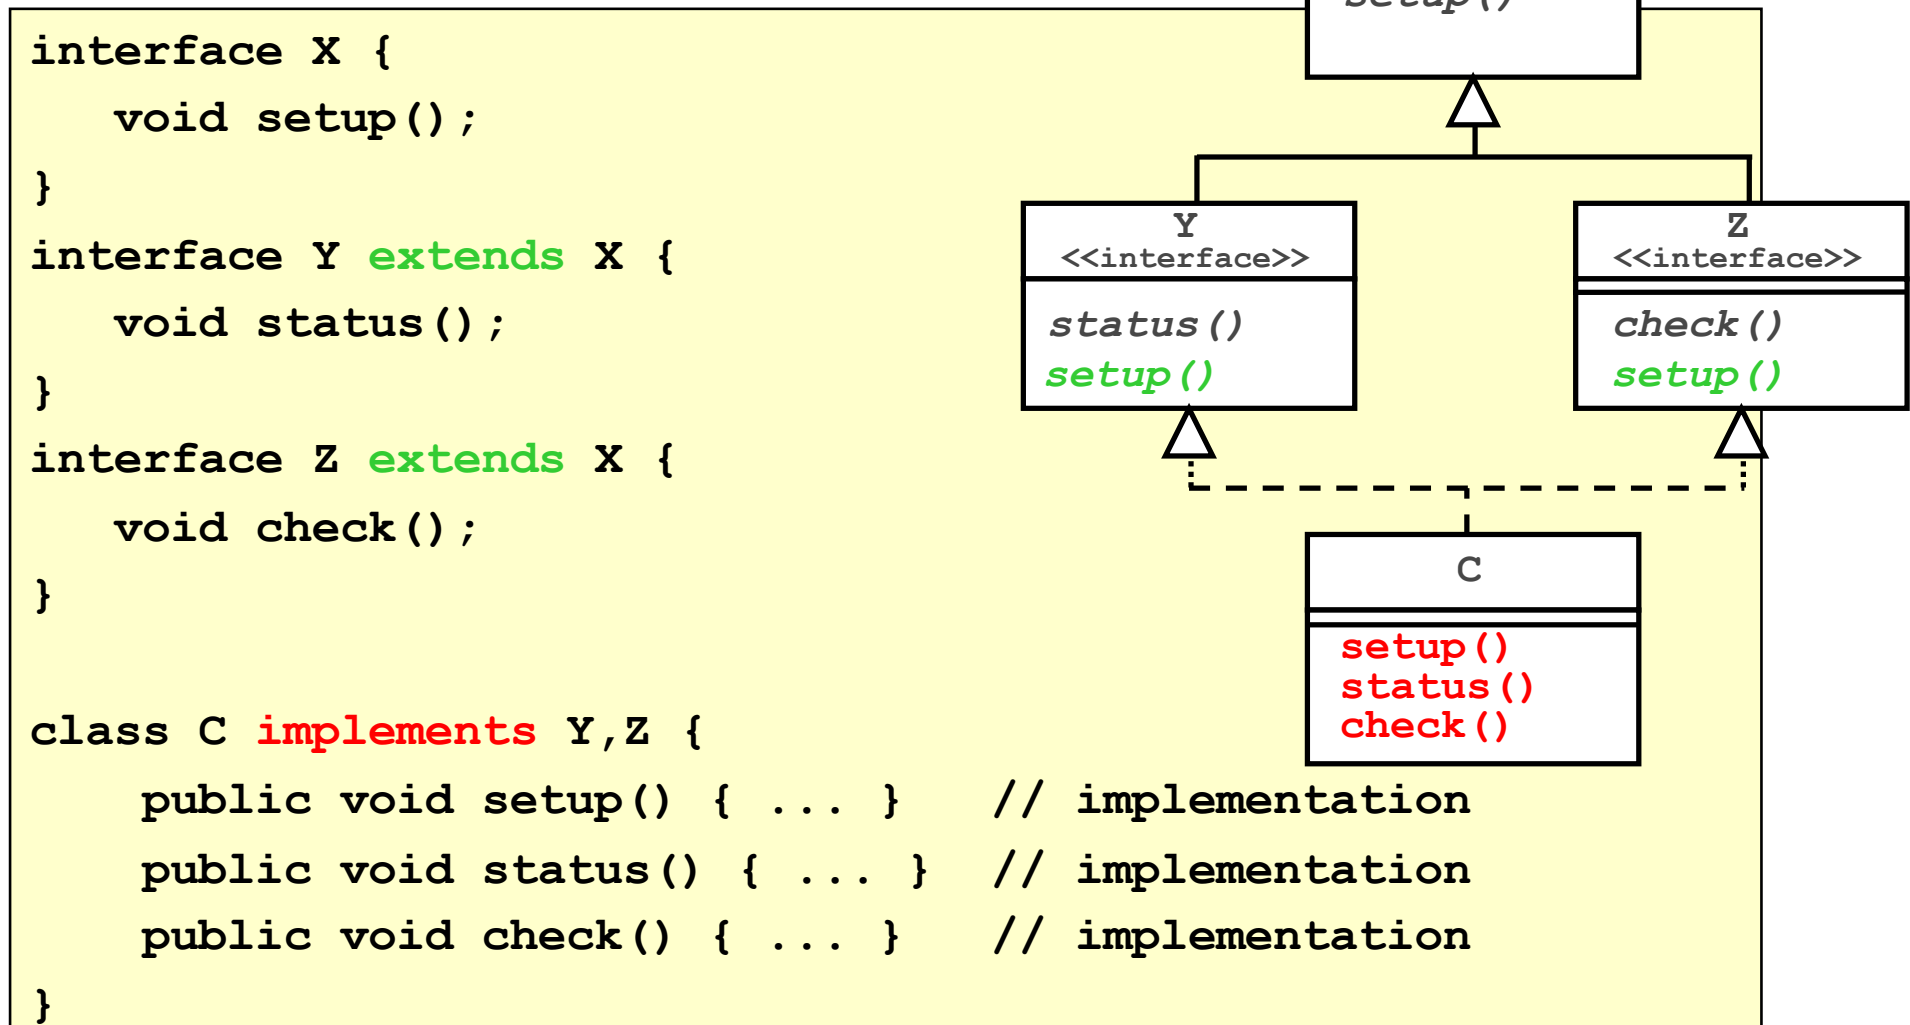 interface X {
void setup();
}
interface Y extends X {
void status();
}
interface Z extends X {
void check();
}
class C implements Y,Z {
public void setup() { ... } // implementation
public void status() { ... } // implementation
public void check() { ... } // implementation
}
setup()
Y
<<interface>>
status()
setup()
Z
<<interface>>
check()
setup()
C
setup()
status()
check()